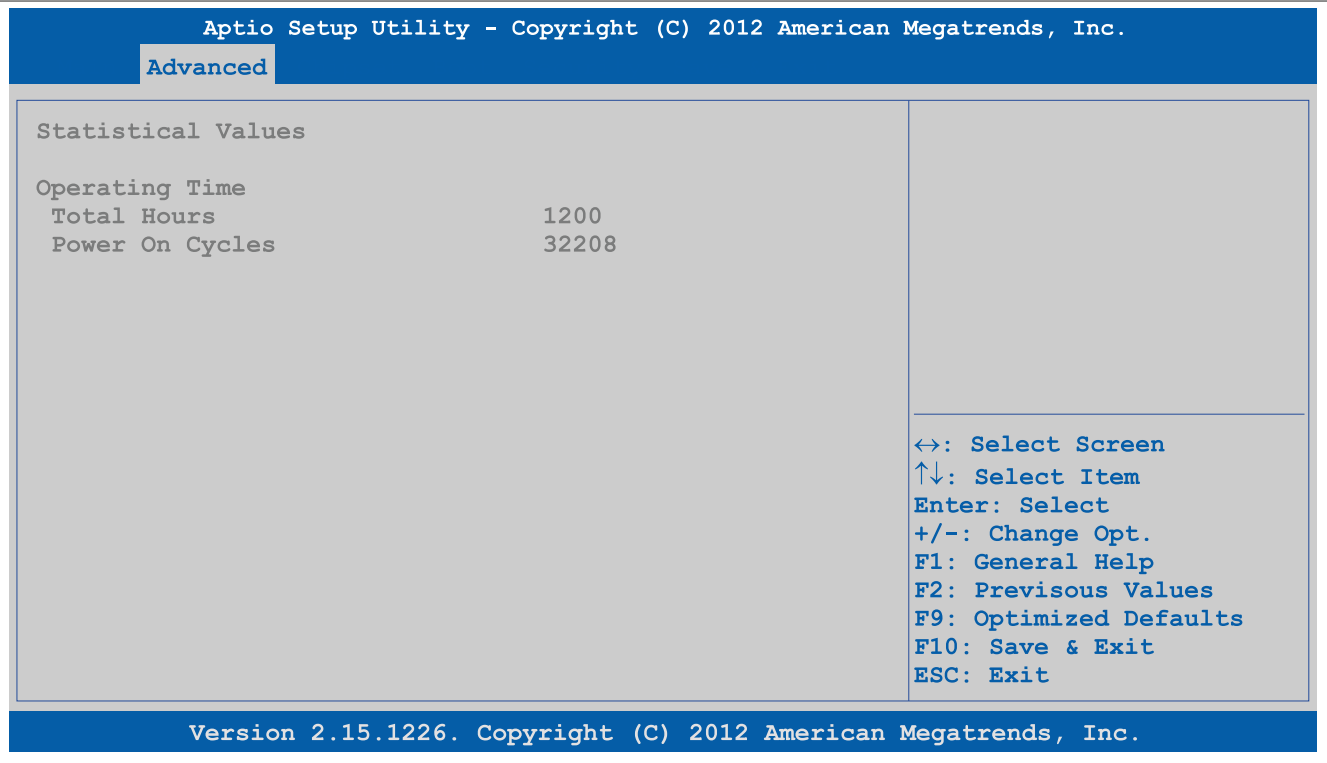 Aptio Setup Utility - Copyright (C) 2012 American Megatrends, Inc.
Advanced
Statistical Values
Operating Time
Total Hours 1200
Power On Cycles 32208
↔: Select Screen
↑↓: Select Item
Enter: Select
+/-: Change Opt.
F1: General Help
F2: Previsous Values
F9: Optimized Defaults
F10: Save & Exit
ESC: Exit
Version 2.15.1226. Copyright (C) 2012 American Megatrends, Inc.